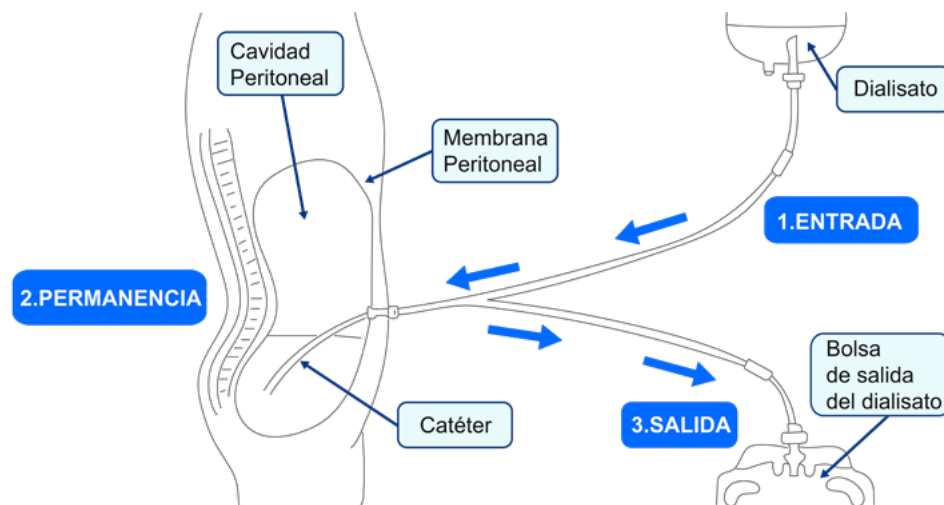 Cavidad
Peritoneal
Dialisato
Membrana
Peritoneal
1.ENTRADA
2.PERMANENCIA
Bolsa
de salida
del dialisato
Catéter
3.SALIDA